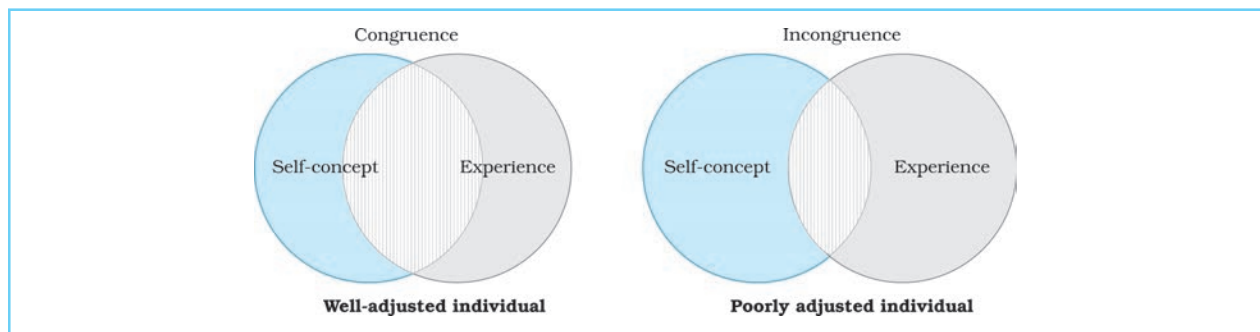 Congruence
Self-concept
Experience
Well-adjusted individual
Incongruence
Self-concept
Experience
Poorly adjusted individual